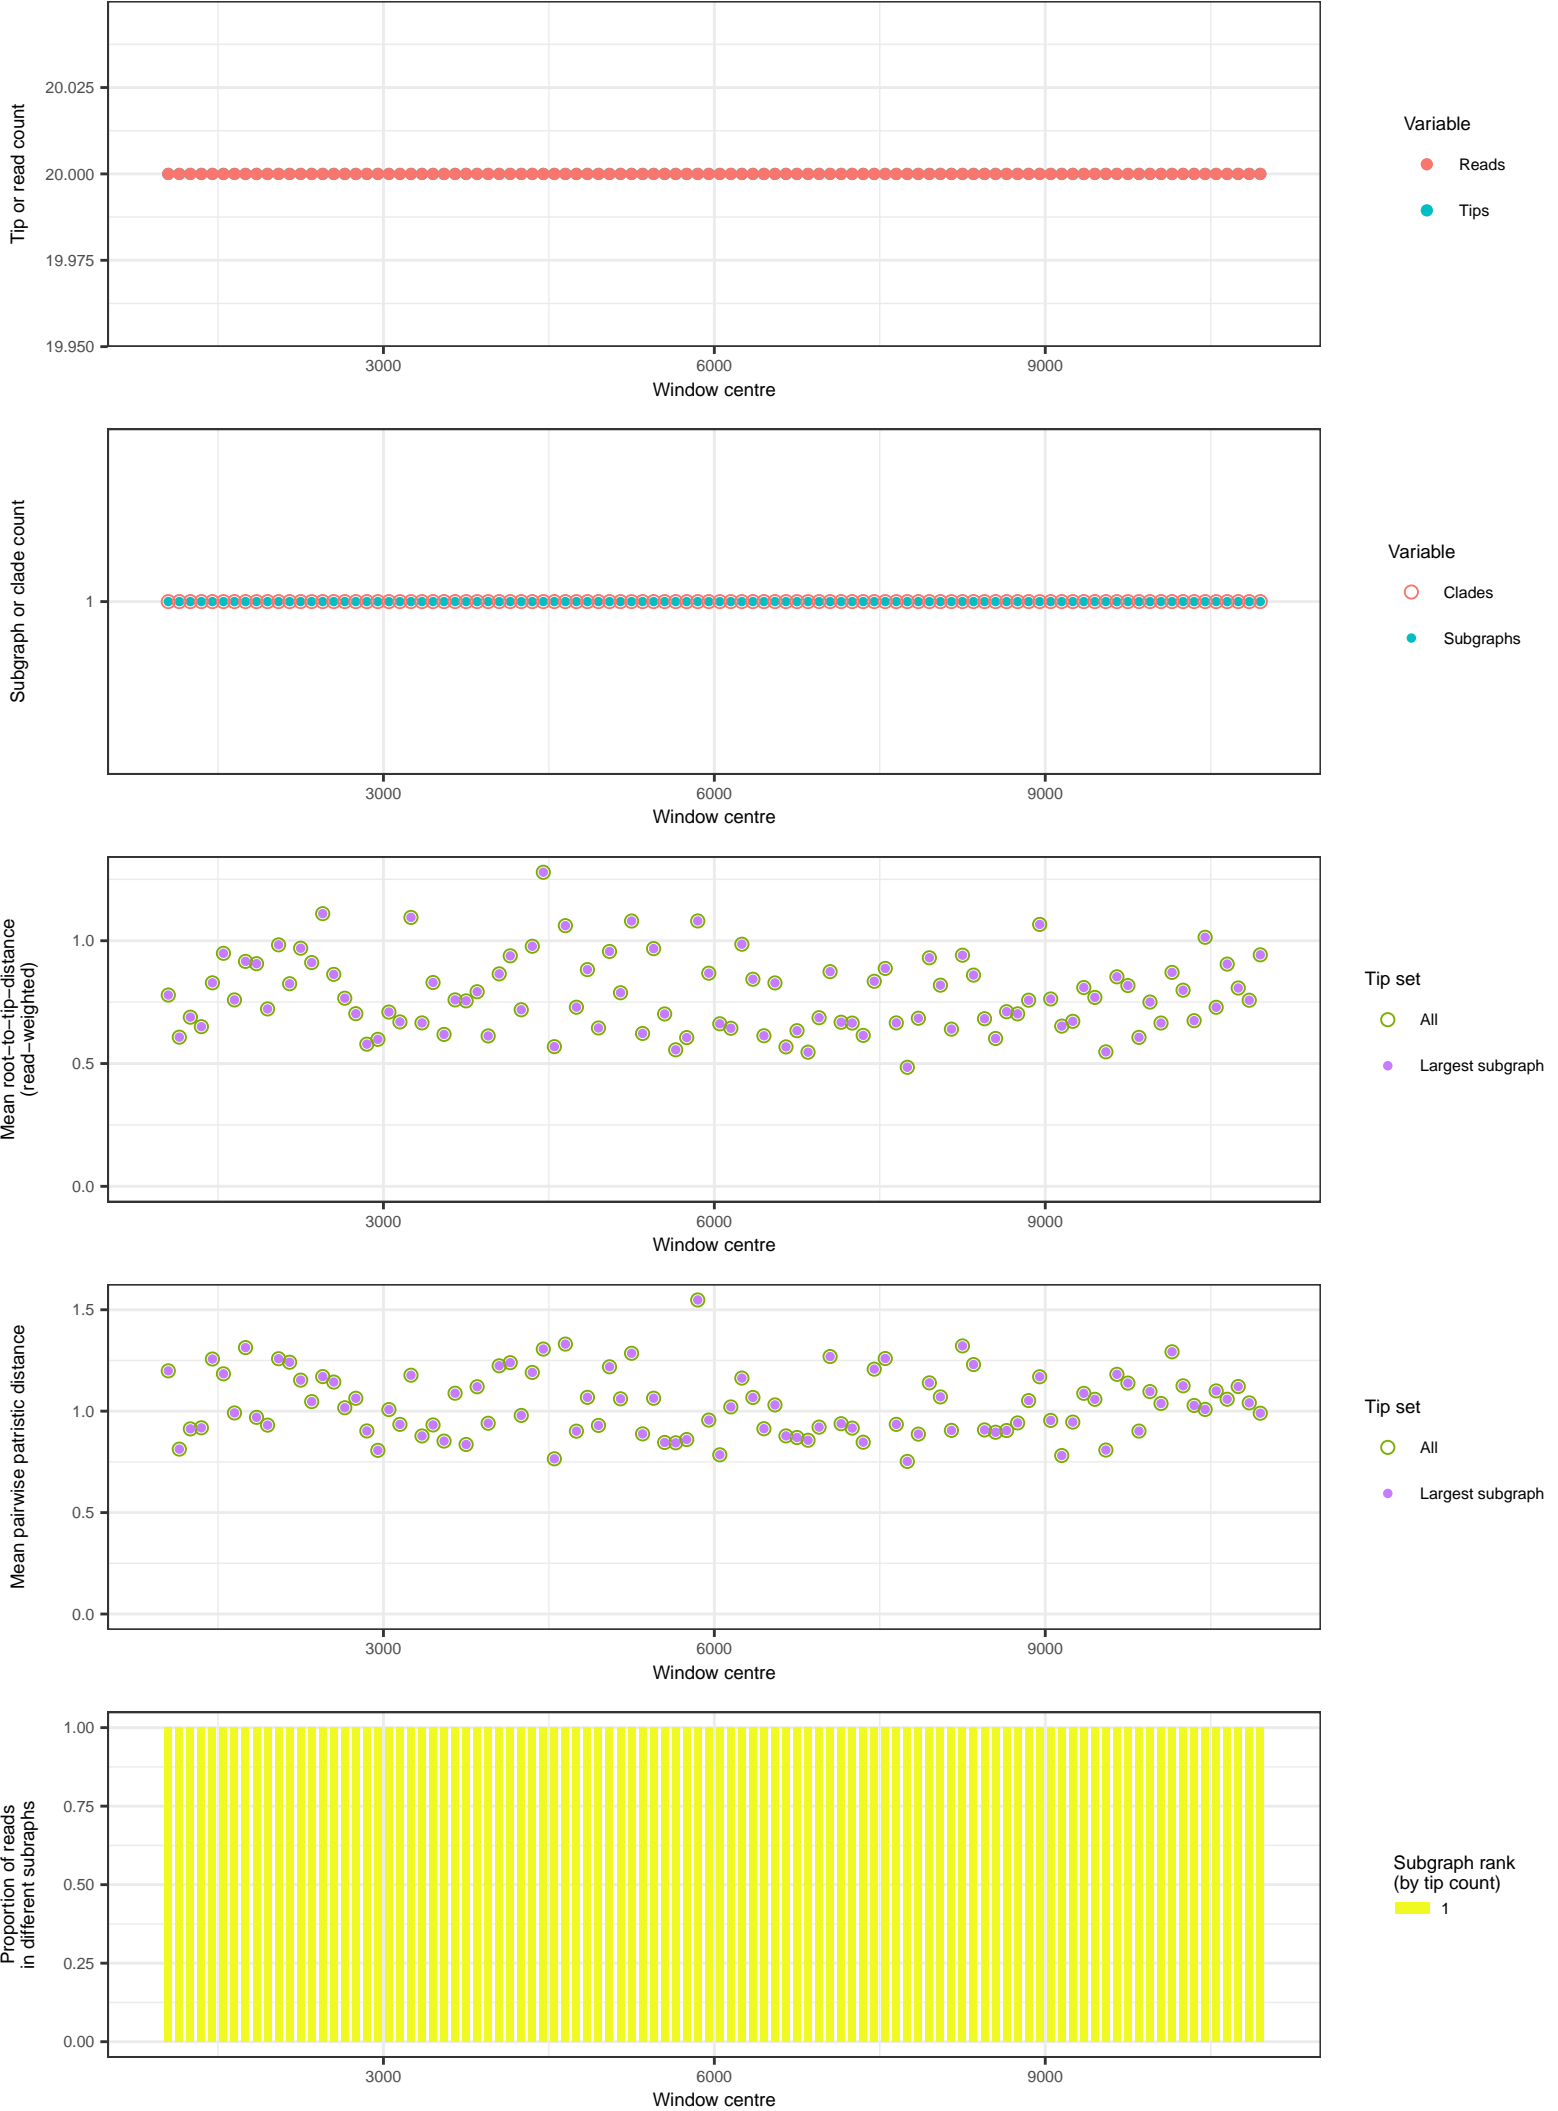 Tip or read count
20.025
20.000
19.975
19.950
3000
6000
9000
Window centre
Variable
Reads
Tips
Subgraph or clade count
1
3000
6000
9000
Window centre
Variable
Clades
Subgraphs
Mean root−to−tip−distance
(read−weighted)
1.0
0.5
0.0
3000
6000
9000
Window centre
Tip set
All
Largest subgraph
Mean pairwise patristic distance
1.5
1.0
0.5
0.0
3000
6000
9000
Window centre
Tip set
All
Largest subgraph
Proportion of reads
in different subraphs
1.00
0.75
0.50
0.25
0.00
3000
6000
9000
Window centre
Subgraph rank
(by tip count)
1